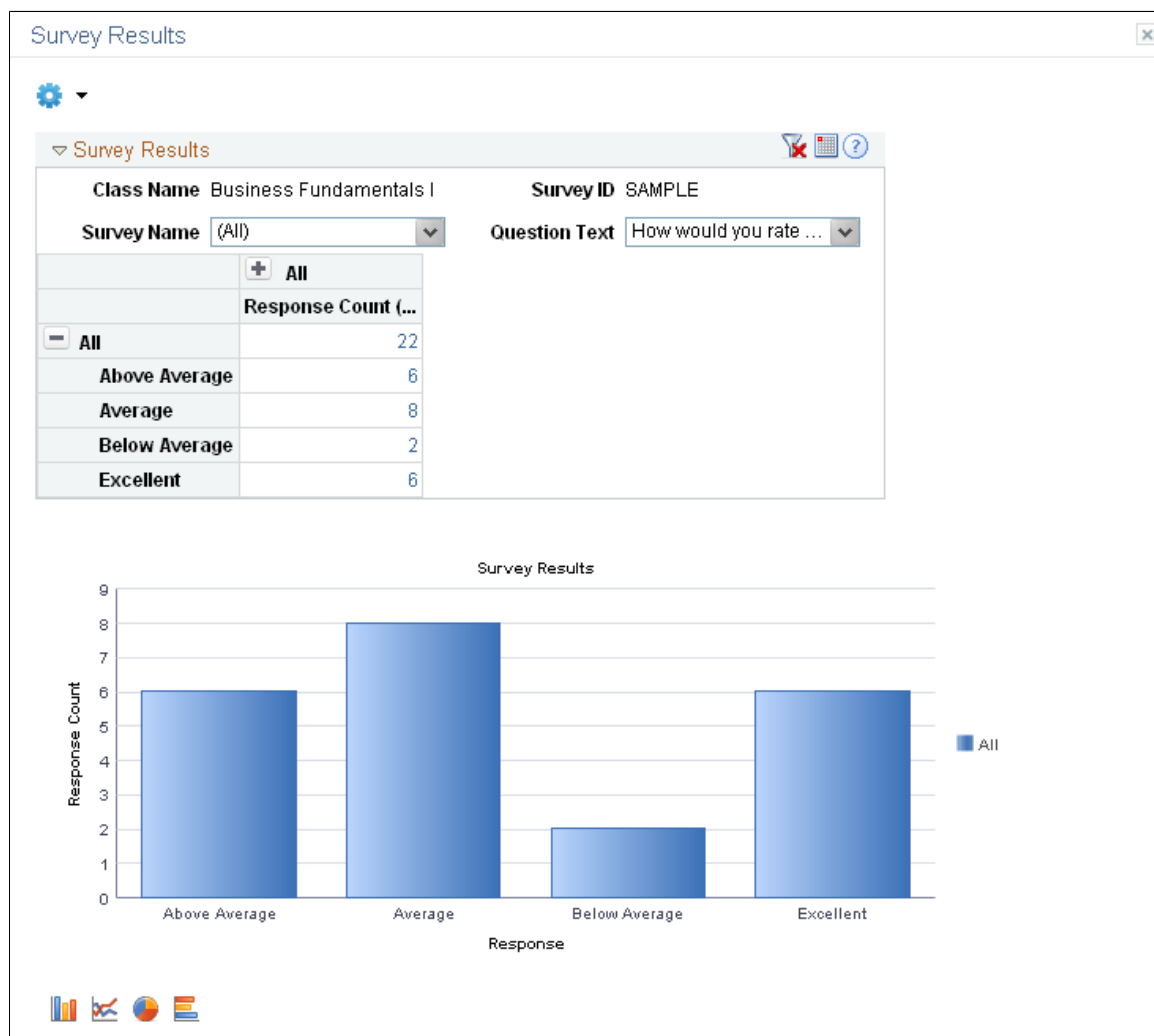 Survey Results
Survey Results
Class Name Business Fundamentals I Survey ID SAMPLE
Survey Name (All) Question Text How would you rate ...
All
Response Count (...
All 22
Above Average 6
Average 8
Below Average 2
Excellent 6
Survey Results
9
8
7
6
5
4
3
2
1
0
Response Count
Above Average Average Below Average Excellent
Response
All